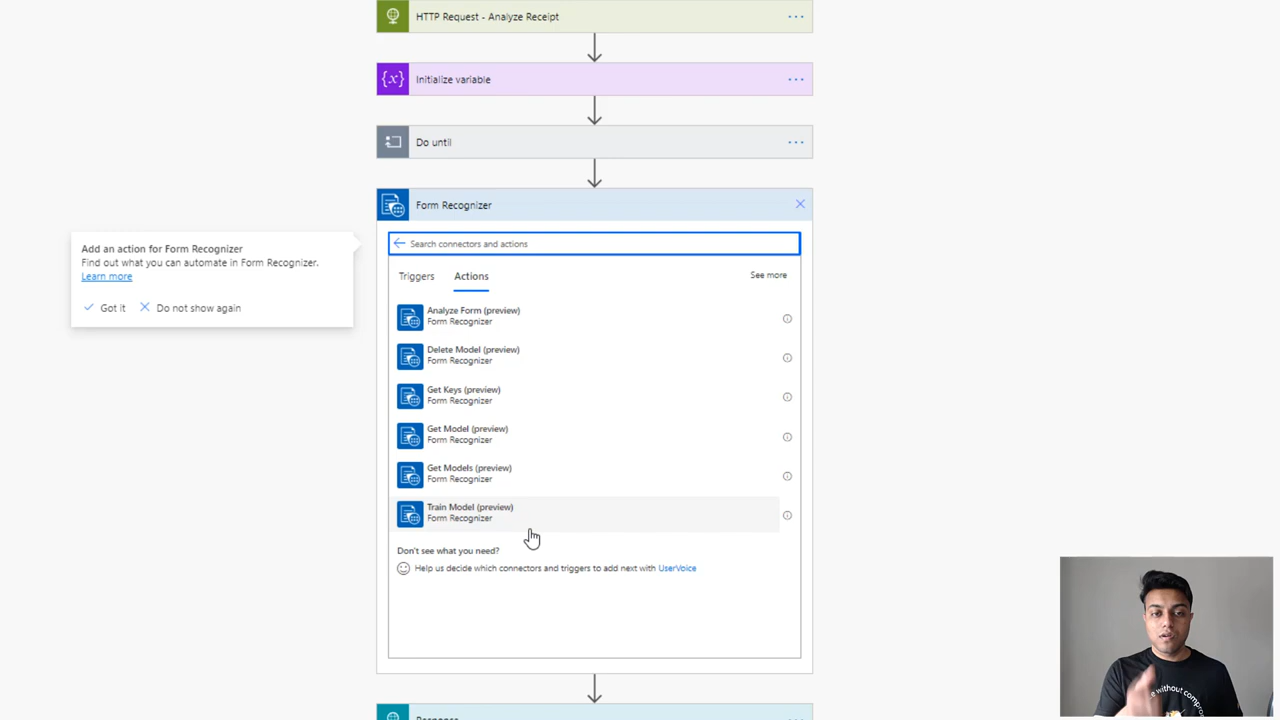 HTTP Request - Analyze Receipt
{x} Initialize variable
Do until
Form Recognizer
Search connectors and actions
Triggers Actions See more
Add an action for Form Recognizer
Find out what you can automate in Form Recognizer.
Learn more
Got it Do not show again
Analyze Form (preview)
Form Recognizer
Delete Model (preview)
Form Recognizer
Get Keys (preview)
Form Recognizer
Get Model (preview)
Form Recognizer
Get Models (preview)
Form Recognizer
Train Model (preview)
Form Recognizer
Don't see what you need?
Help us decide which connectors and triggers to add next with UserVoice
Response
without compro